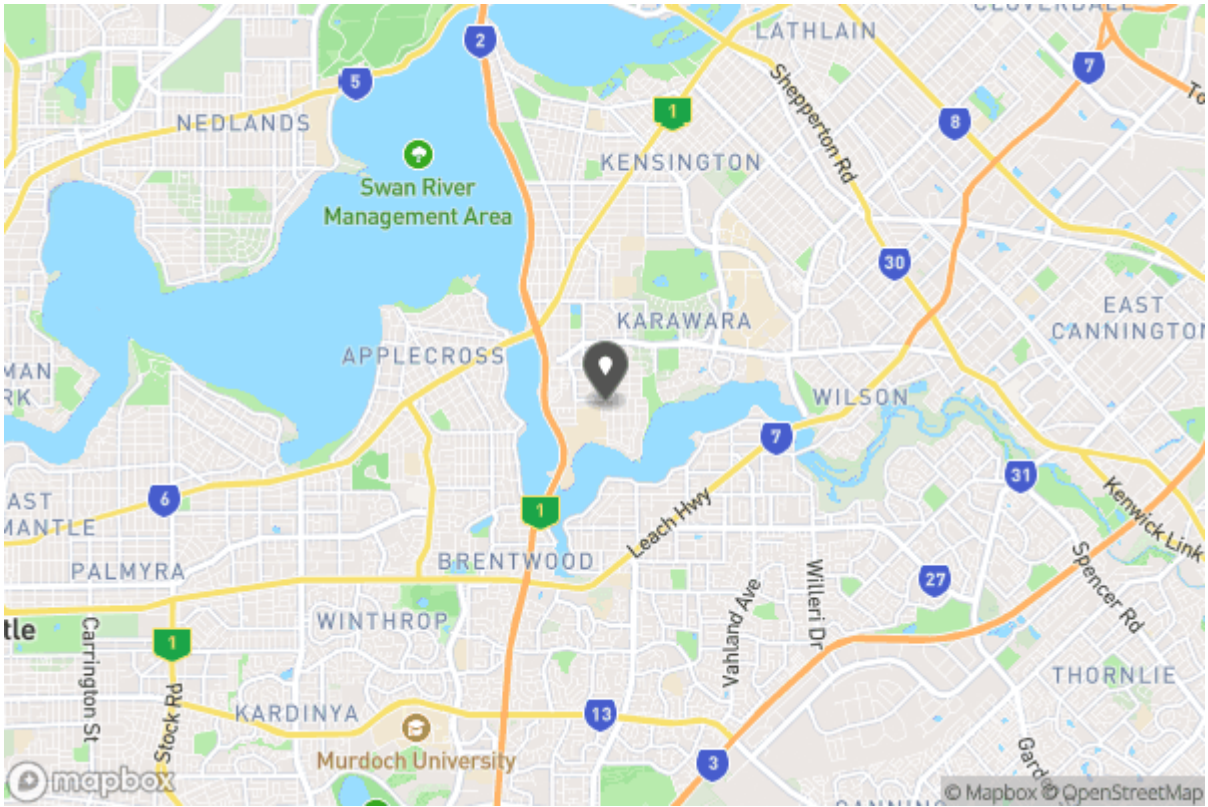 CLOVERDALE
LATHLAIN
2
7
5
To
1
8
NEDLANDS
Shepperton Rd
KENSINGTON
Swan River
Management Area
30
EAST
CANNINGTON
KARAWARA
APPLECROSS
MAN
RK
WILSON
7
31
6
AST
MANTLE
1
Leach Hwy
Kenwick Link
BRENTWOOD
PALMYRA
27
Spencer Rd
Willeri Dr
Vahland Ave
WINTHROP
tle
Carrington St
1
THORNLIE
Stock Rd
KARDINYA
13
Murdoch University
3
Garde
mapbox
© Mapbox © OpenStreetMap